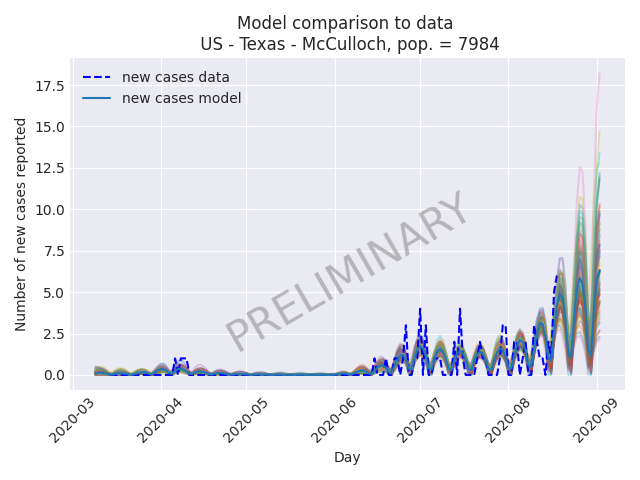 Model comparison to data
US - Texas - McCulloch, pop. = 7984
new cases data
new cases model
Number of new cases reported
17.5
15.0
12.5
10.0
7.5
5.0
2.5
0.0
PRELIMINARY
2020-03
2020-04
2020-05
2020-06
2020-07
2020-08
2020-09
Day